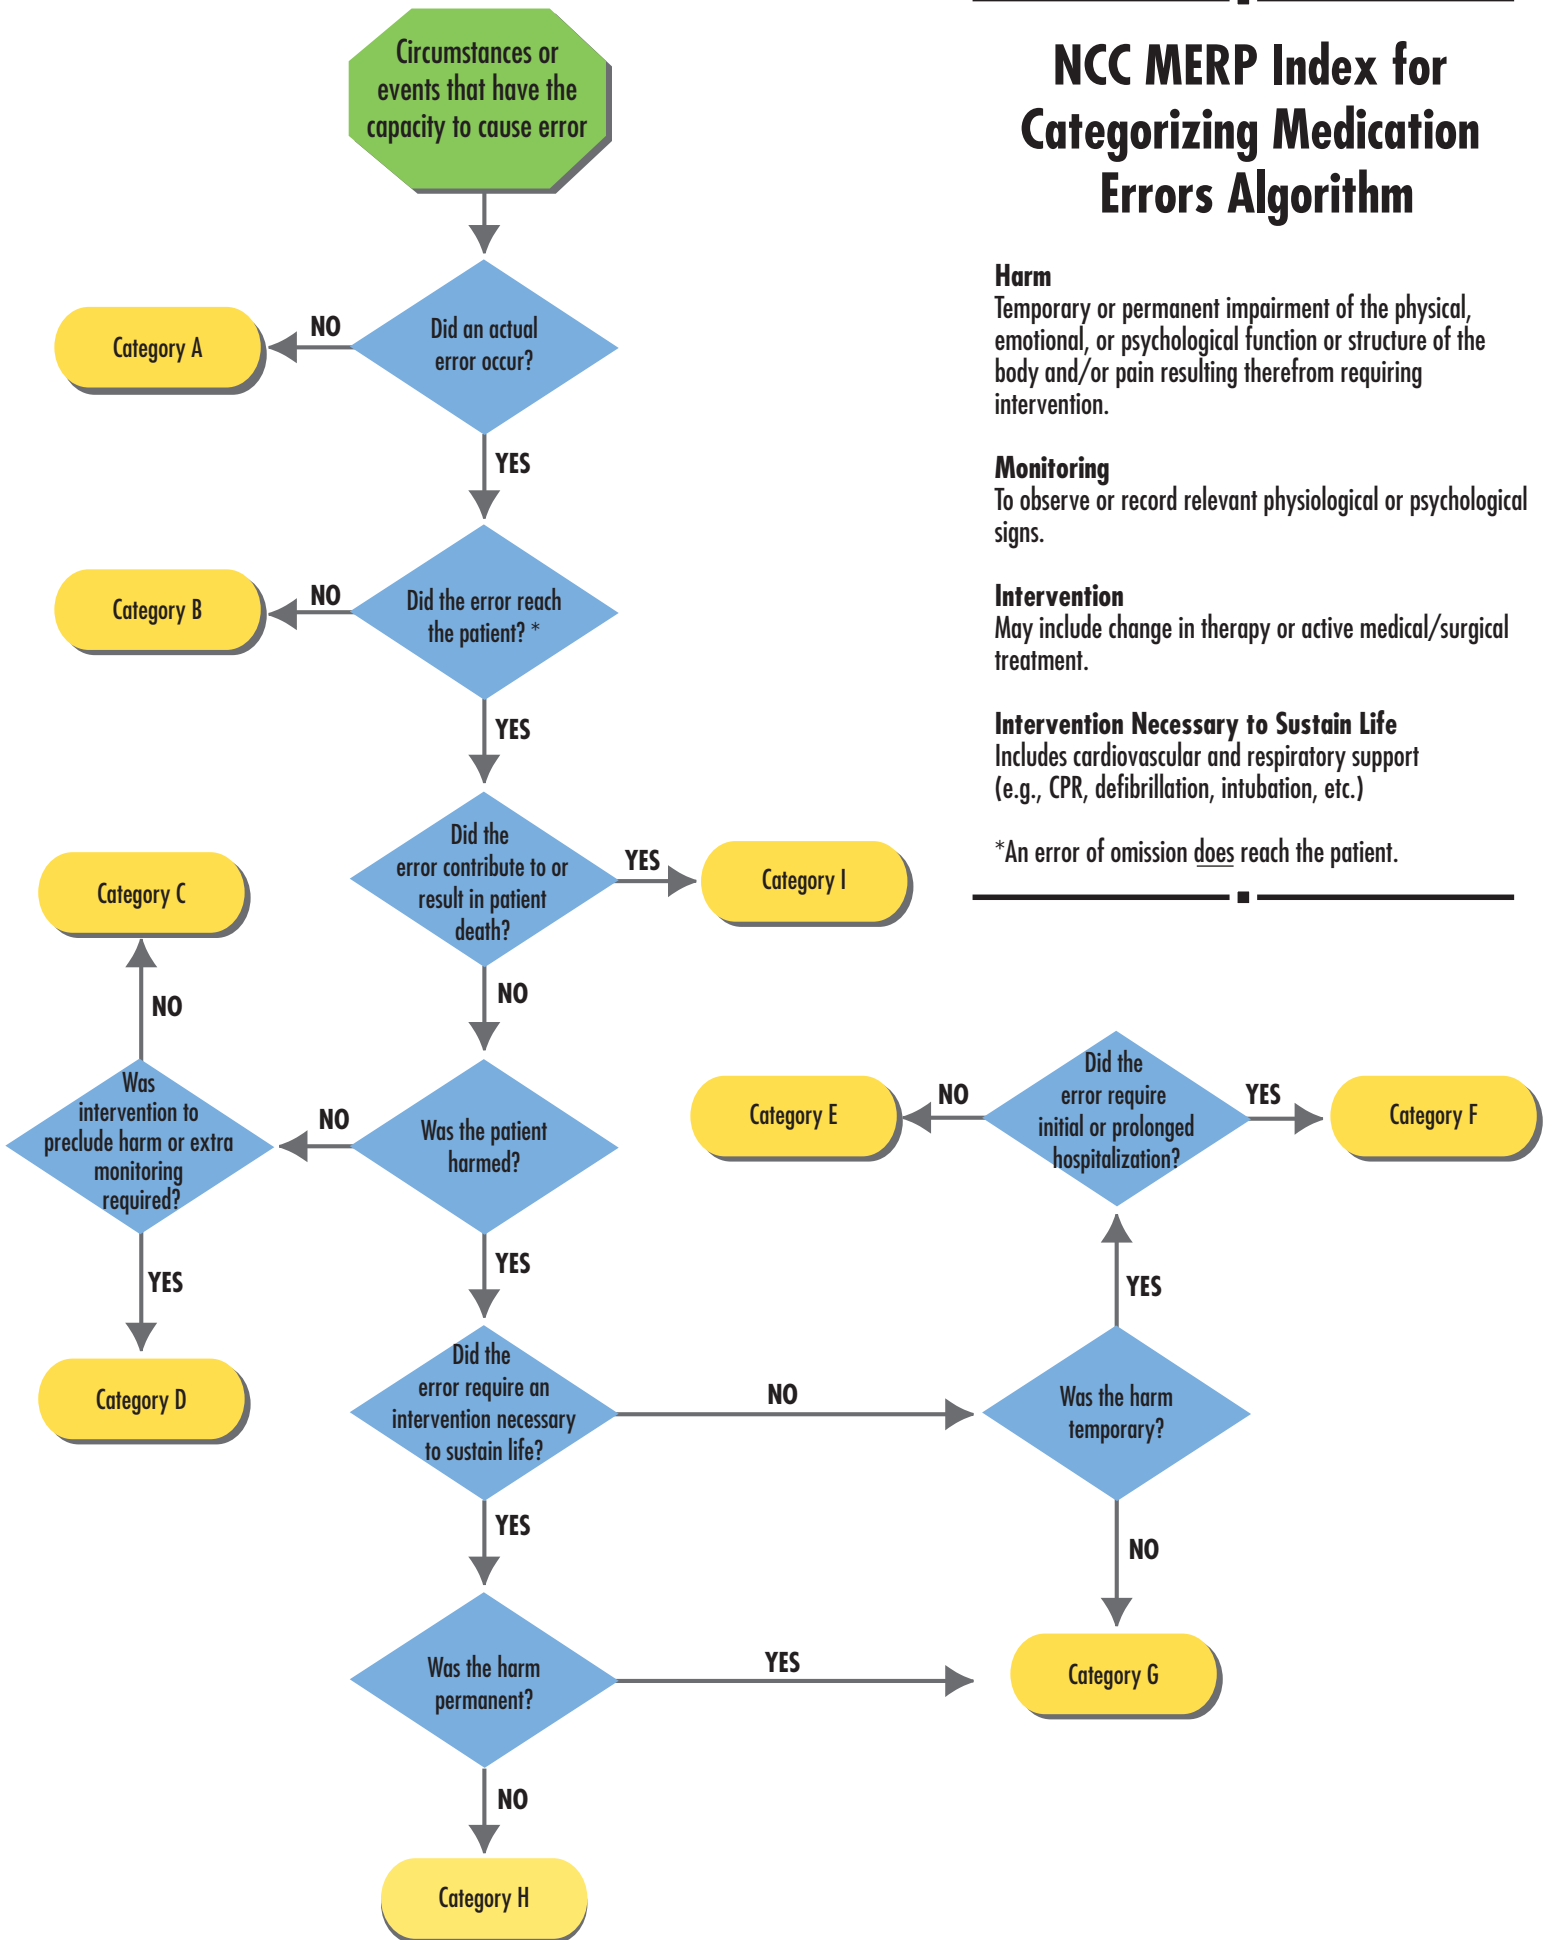 NCC MERP Index for
Categorizing Medication
Errors Algorithm
Harm
Temporary or permanent impairment of the physical,
emotional, or psychological function or structure of the
body and/or pain resulting therefrom requiring
intervention.
Monitoring
To observe or record relevant physiological or psychological
signs.
Intervention
May include change in therapy or active medical/surgical
treatment.
Intervention Necessary to Sustain Life
Includes cardiovascular and respiratory support
(e.g., CPR, defibrillation, intubation, etc.)
*An error of omission does reach the patient.
Circumstances or
events that have the
capacity to cause error
Did an actual
error occur?
NO
Category A
YES
Did the error reach
the patient? *
NO
Category B
YES
Did the
error contribute to or
result in patient
death?
YES
Category I
NO
Was the patient
harmed?
NO
Was
intervention to
preclude harm or extra
monitoring
required?
NO
Category C
YES
Category D
YES
Did the
error require an
intervention necessary
to sustain life?
NO
Was the harm
temporary?
YES
Did the
error require
initial or prolonged
hospitalization?
NO
Category E
YES
Category F
NO
Category G
YES
Was the harm
permanent?
YES
NO
Category H